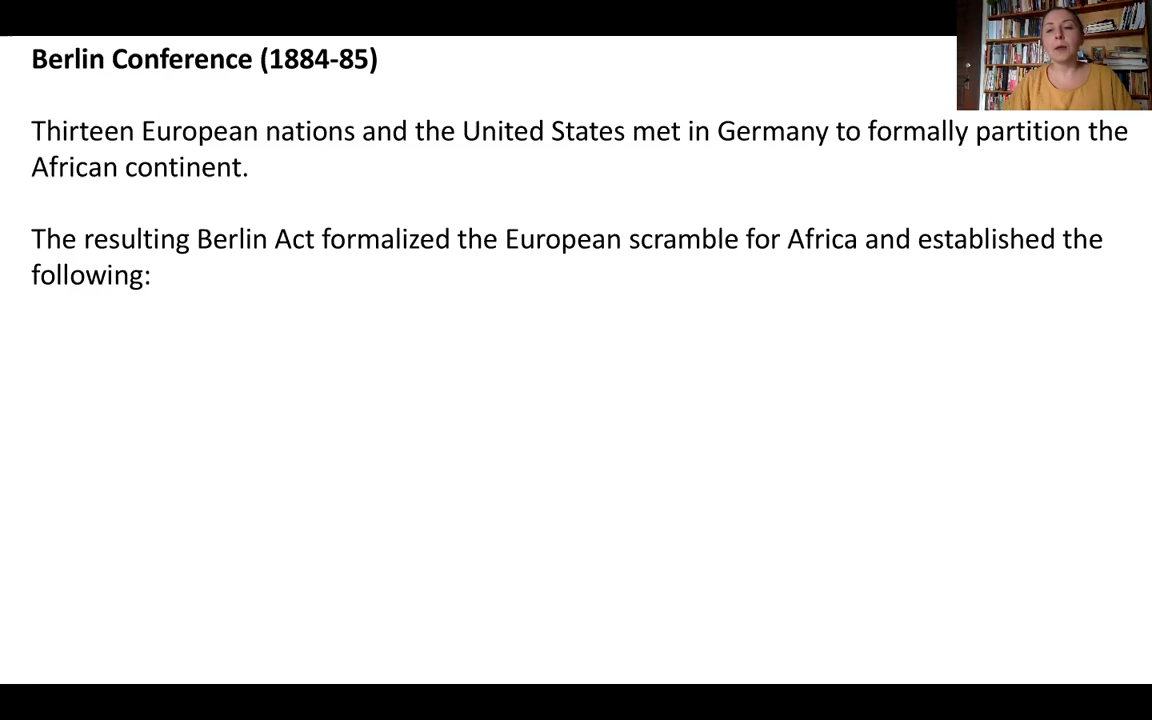 Berlin Conference (1884-85)
Thirteen European nations and the United States met in Germany to formally partition the
African continent.
The resulting Berlin Act formalized the European scramble for Africa and established the
following: